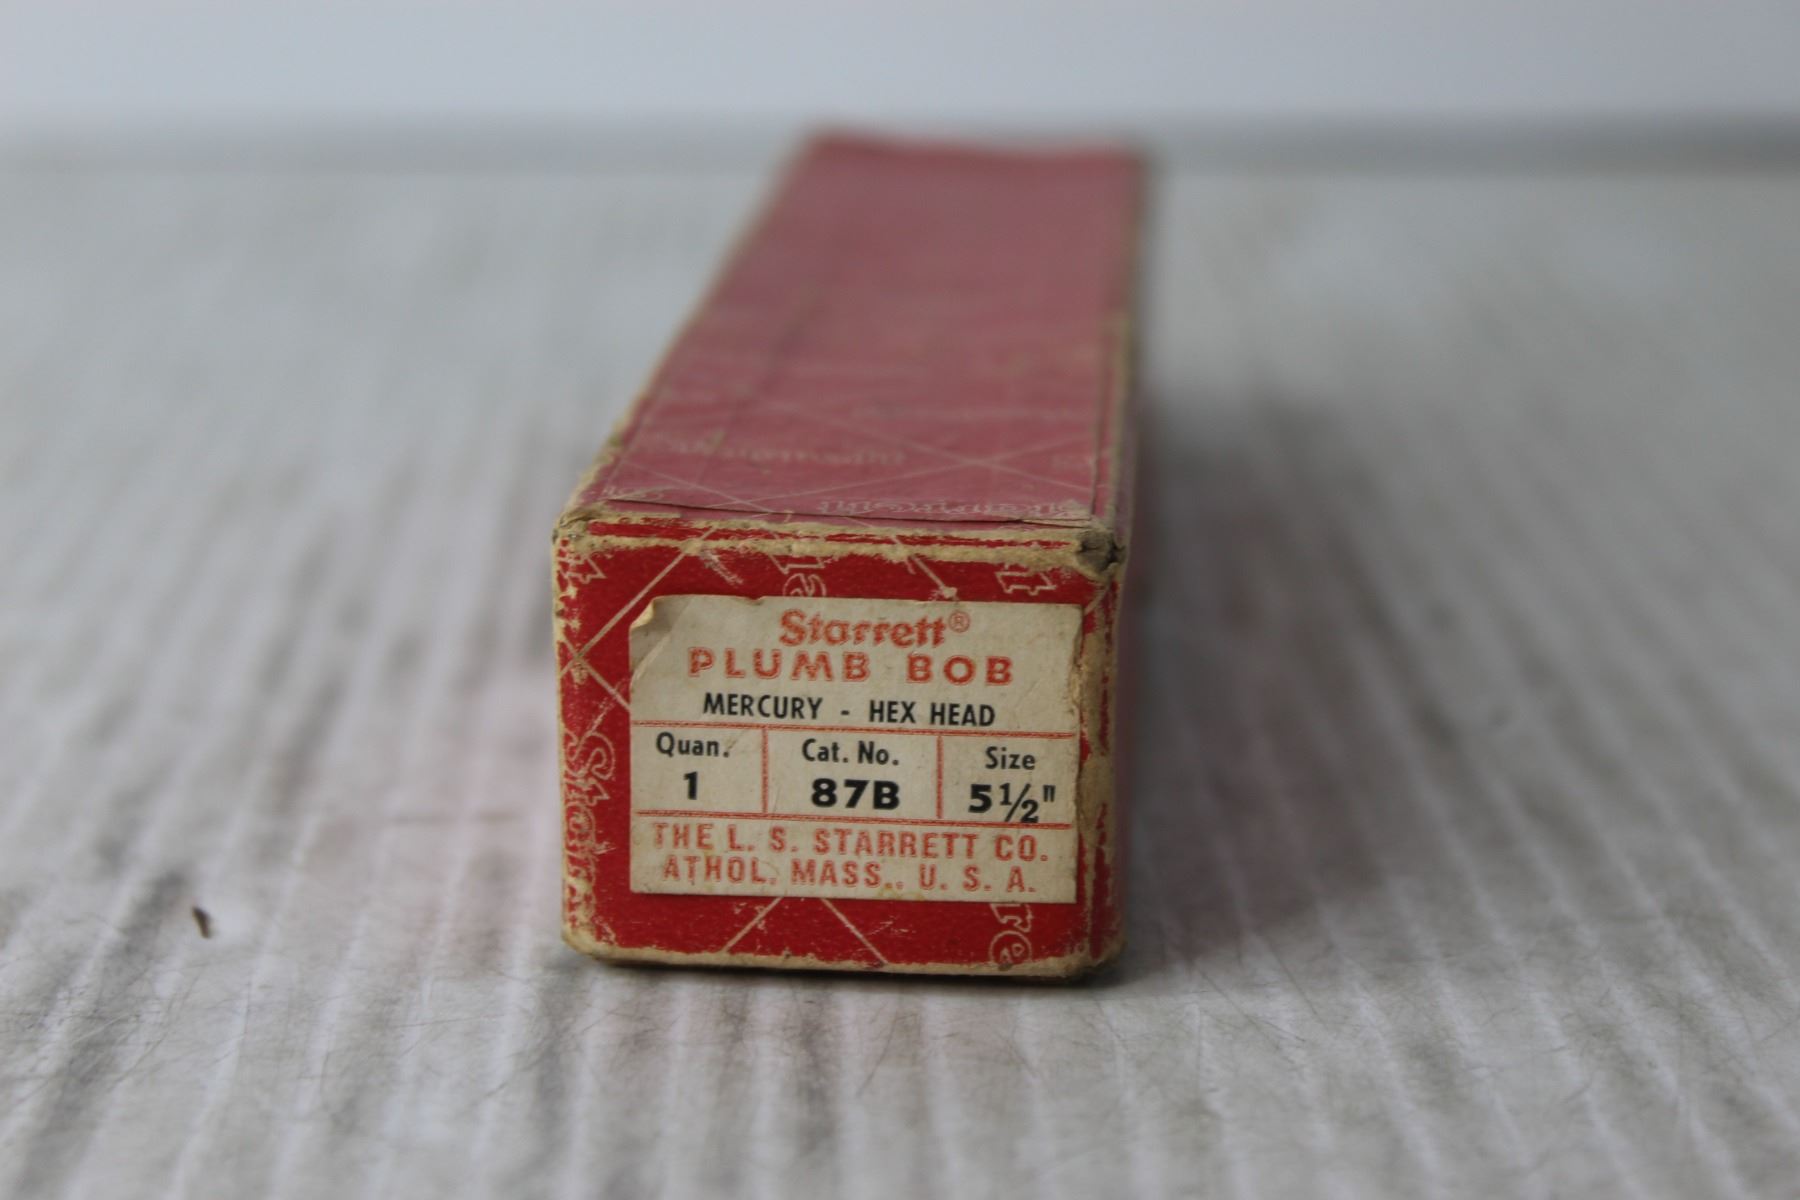 Starrett®
PLUMB BOB
MERCURY - HEX HEAD
Quan. Cat. No. Size
1 87B 5½"
THE L. S. STARRETT CO.
ATHOL, MASS., U. S. A.